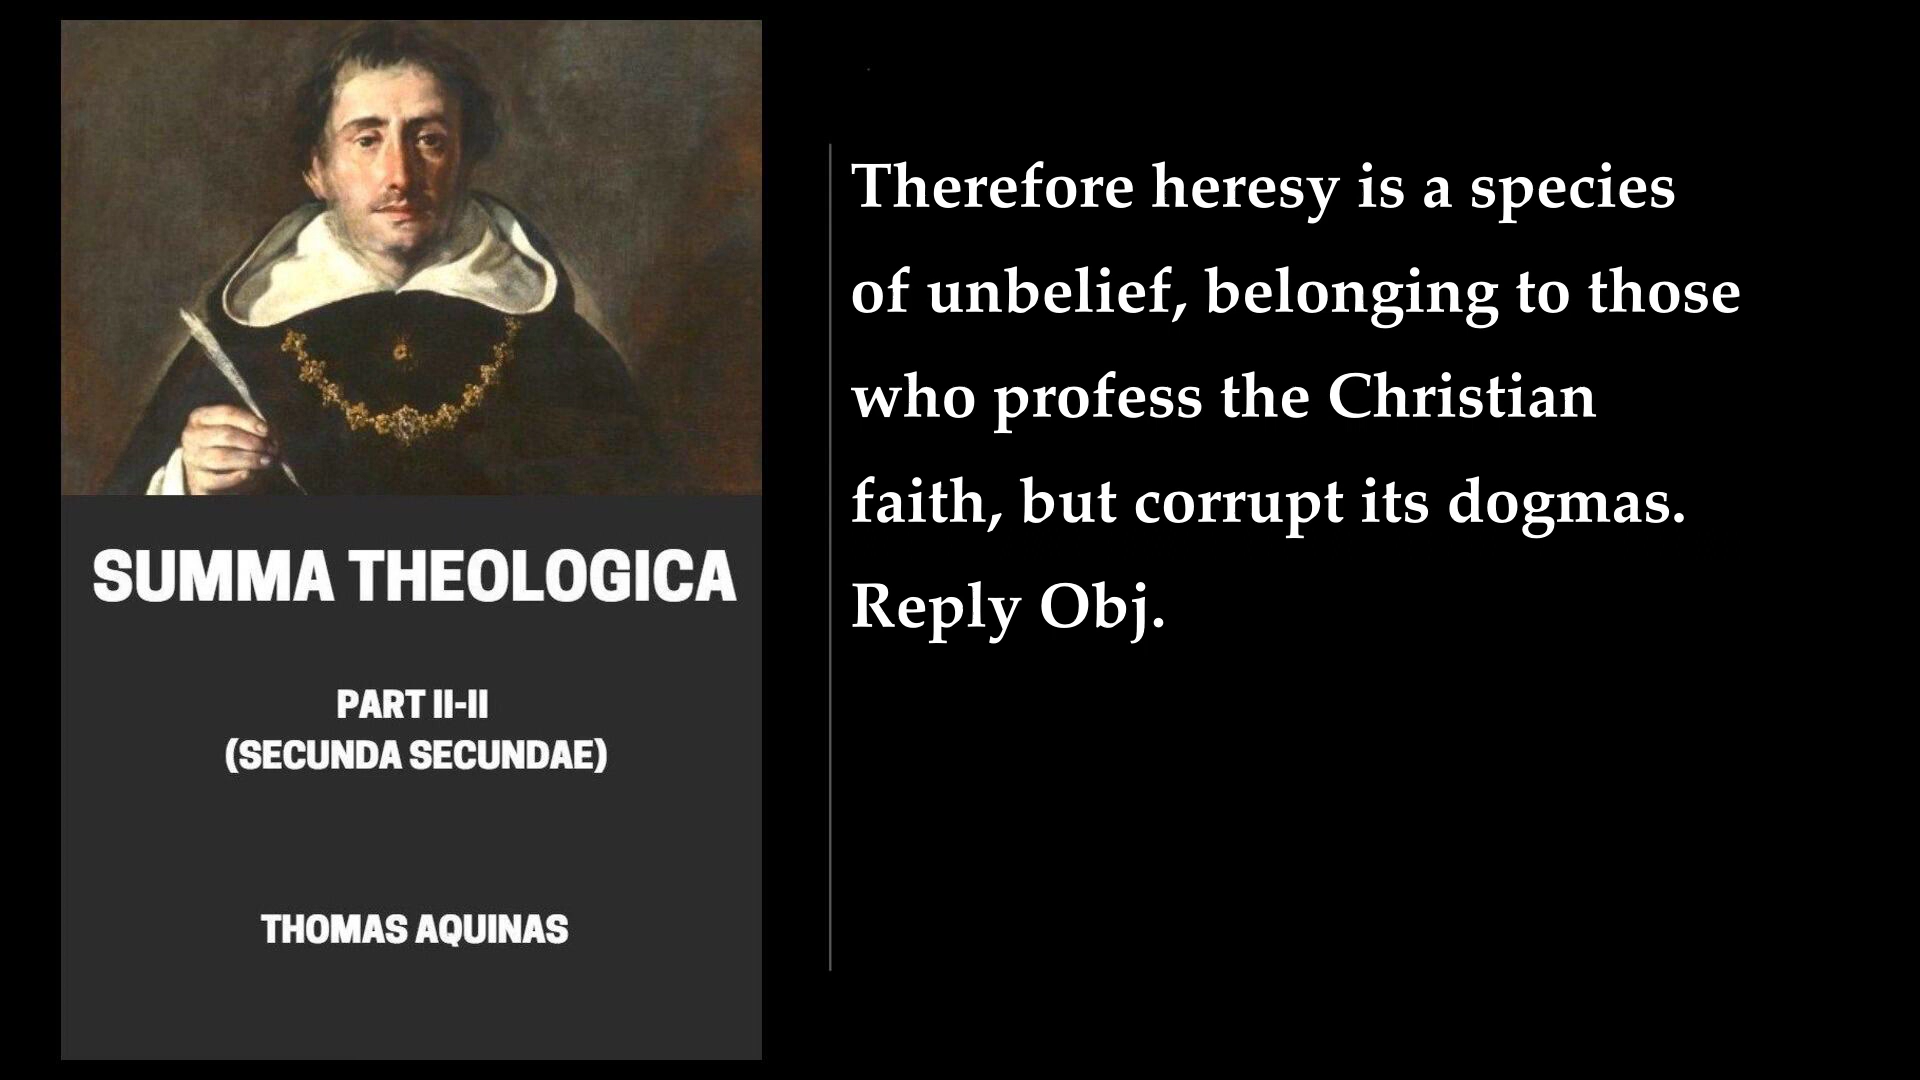 SUMMA THEOLOGICA
PART II-II
(SECUNDA SECUNDAE)
THOMAS AQUINAS
Therefore heresy is a species
of unbelief, belonging to those
who profess the Christian
faith, but corrupt its dogmas.
Reply Obj.